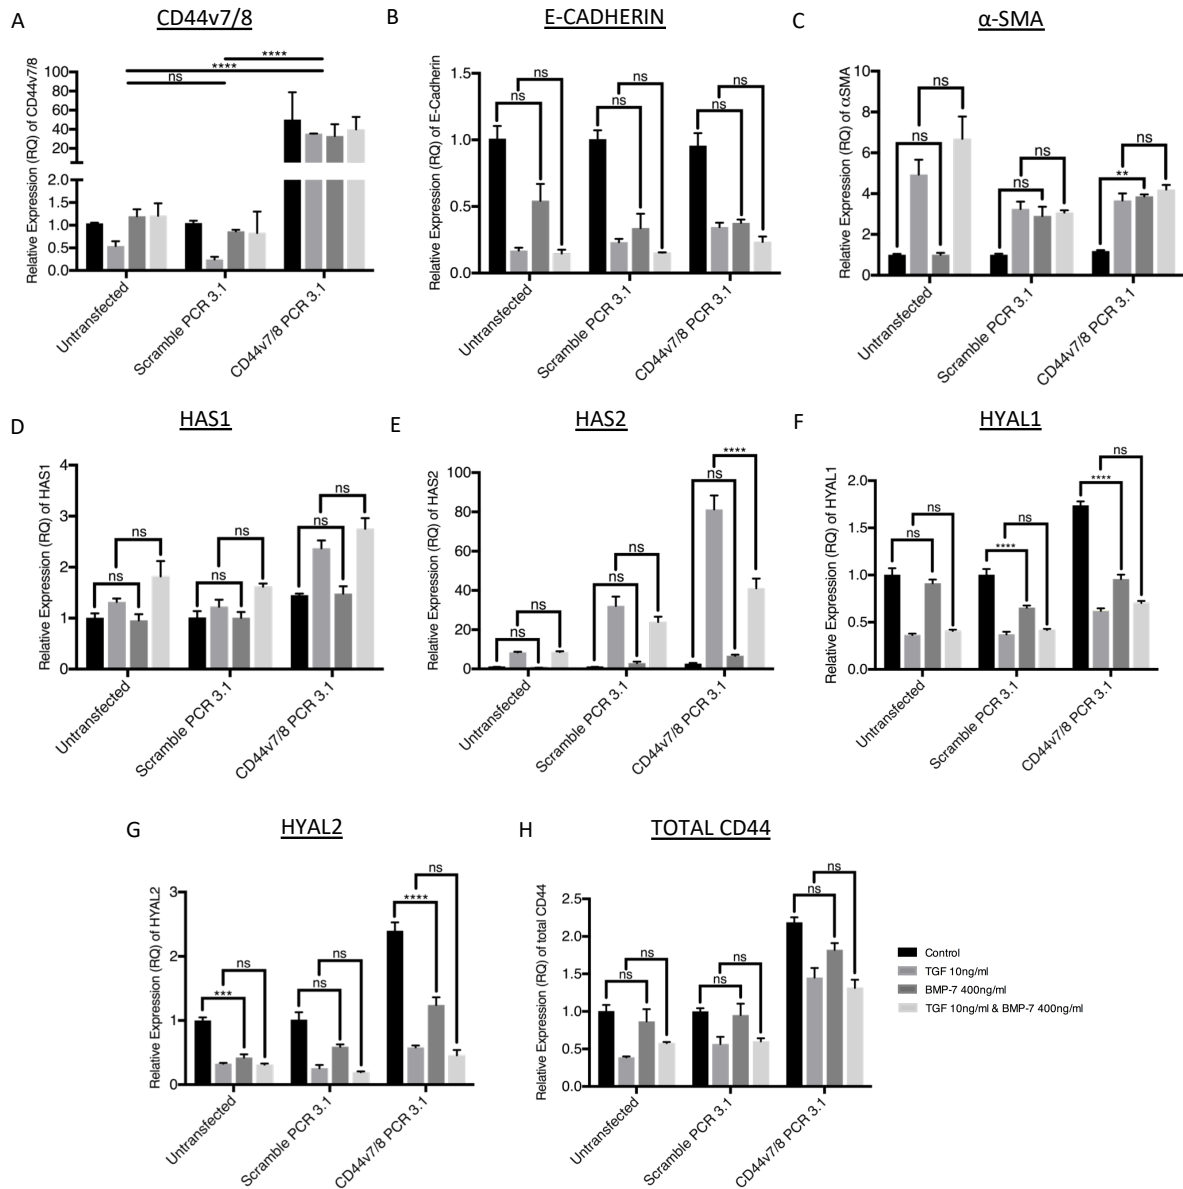 A
CD44v7/8
Relative Expression (RQ) of CD44v7/8
****
****
ns
100
80
60
40
20
2.0
1.5
1.0
0.5
0.0
Untransfected
Scramble PCR 3.1
CD44v7/8 PCR 3.1
B
E-CADHERIN
Relative Expression (RQ) of E-Cadherin
1.5
1.0
0.5
0.0
ns
ns
ns
ns
ns
ns
Untransfected
Scramble PCR 3.1
CD44v7/8 PCR 3.1
C
α-SMA
Relative Expression (RQ) of αSMA
10
8
6
4
2
0
ns
ns
ns
ns
ns
**
Untransfected
Scramble PCR 3.1
CD44v7/8 PCR 3.1
D
HAS1
Relative Expression (RQ) of HAS1
4
3
2
1
0
ns
ns
ns
ns
ns
ns
Untransfected
Scramble PCR 3.1
CD44v7/8 PCR 3.1
E
HAS2
Relative Expression (RQ) of HAS2
100
80
60
40
20
0
ns
ns
ns
ns
****
ns
Untransfected
Scramble PCR 3.1
CD44v7/8 PCR 3.1
F
HYAL1
Relative Expression (RQ) of HYAL1
2.0
1.5
1.0
0.5
0.0
ns
ns
ns
****
ns
****
Untransfected
Scramble PCR 3.1
CD44v7/8 PCR 3.1
G
HYAL2
Relative Expression (RQ) of HYAL2
3
2
1
0
ns
***
ns
ns
ns
****
Untransfected
Scramble PCR 3.1
CD44v7/8 PCR 3.1
H
TOTAL CD44
Relative Expression (RQ) of total CD44
2.5
2.0
1.5
1.0
0.5
0.0
ns
ns
ns
ns
ns
ns
Untransfected
Scramble PCR 3.1
CD44v7/8 PCR 3.1
Control
TGF 10ng/ml
BMP-7 400ng/ml
TGF 10ng/ml & BMP-7 400ng/ml